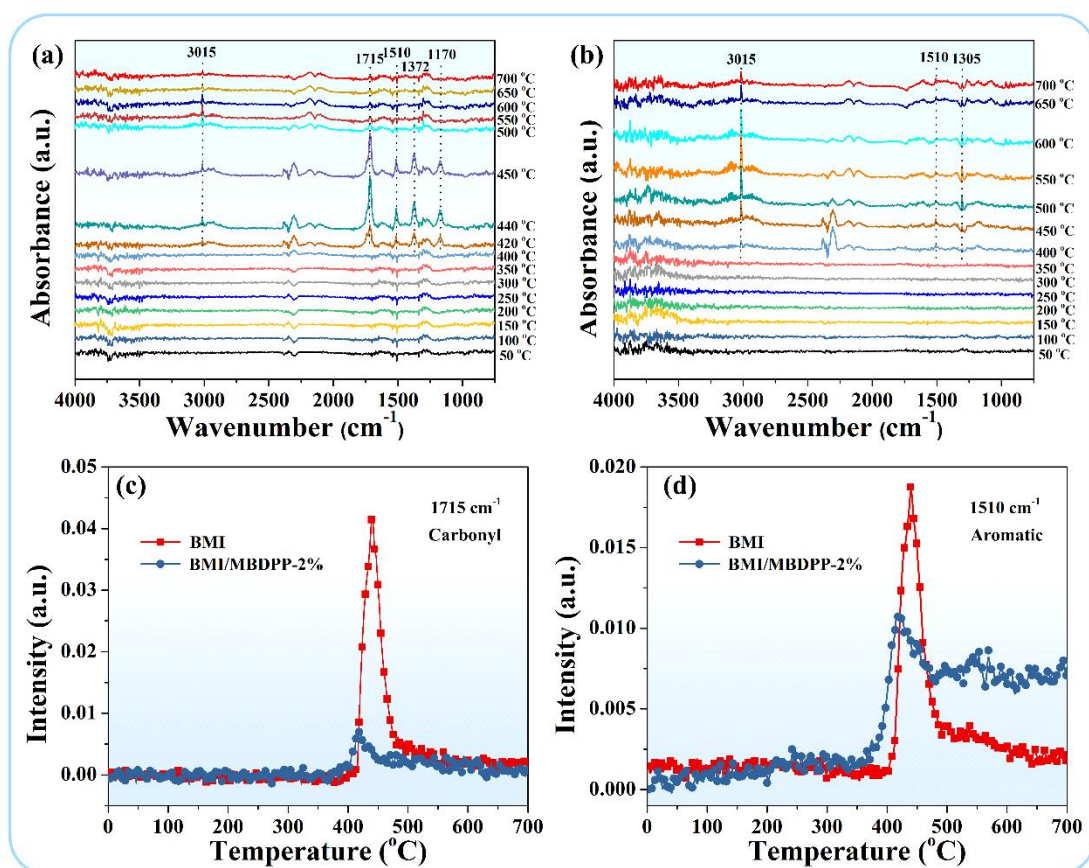 (a)
3015
1715
1510
1372
1170
700 °C
650 °C
600 °C
550 °C
500 °C
450 °C
440 °C
420 °C
400 °C
350 °C
300 °C
250 °C
200 °C
150 °C
100 °C
50 °C
Absorbance (a.u.)
4000 3500 3000 2500 2000 1500 1000
Wavenumber (cm⁻¹)
(b)
3015
1510
1305
700 °C
650 °C
600 °C
550 °C
500 °C
450 °C
400 °C
350 °C
300 °C
250 °C
200 °C
150 °C
100 °C
50 °C
Absorbance (a.u.)
4000 3500 3000 2500 2000 1500 1000
Wavenumber (cm⁻¹)
(c)
1715 cm⁻¹
Carbonyl
BMI
BMI/MBDPP-2%
0.05
0.04
0.03
0.02
0.01
0.00
Intensity (a.u.)
0 100 200 300 400 500 600 700
Temperature (°C)
(d)
1510 cm⁻¹
Aromatic
BMI
BMI/MBDPP-2%
0.020
0.015
0.010
0.005
0.000
Intensity (a.u.)
0 100 200 300 400 500 600 700
Temperature (°C)